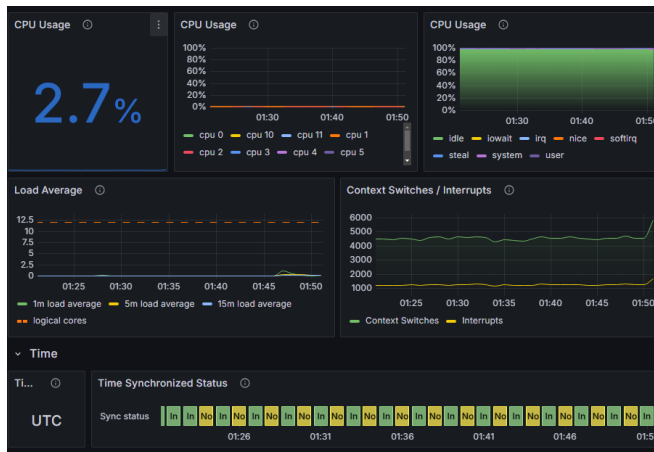 CPU Usage
2.7%
CPU Usage
100%
80%
60%
40%
20%
0%
01:30 01:40 01:50
cpu 0 cpu 10 cpu 11 cpu 1
cpu 2 cpu 3 cpu 4 cpu 5
CPU Usage
100%
80%
60%
40%
20%
0%
01:30 01:40 01:5
idle iowait irq nice softirq
steal system user
Load Average
12.5
10
7.5
5
2.5
0
01:25 01:30 01:35 01:40 01:45 01:50
1m load average 5m load average 15m load average
logical cores
Context Switches / Interrupts
6000
5000
4000
3000
2000
1000
01:25 01:30 01:35 01:40 01:45 01:50
Context Switches Interrupts
Time
Ti...
UTC
Time Synchronized Status
Sync status In In No In No In No In No In No In No In No In No In No In No In No In No In No In
01:26 01:31 01:36 01:41 01:46 01:5